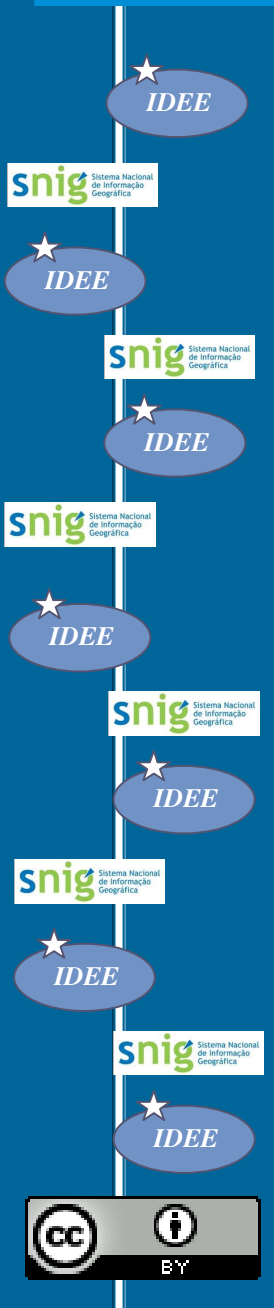 IDEE
snig Sistema Nacional
de Informação
Geográfica
IDEE
snig Sistema Nacional
de Informação
Geográfica
IDEE
snig Sistema Nacional
de Informação
Geográfica
IDEE
snig Sistema Nacional
de Informação
Geográfica
IDEE
snig Sistema Nacional
de Informação
Geográfica
IDEE
snig Sistema Nacional
de Informação
Geográfica
IDEE
cc
BY